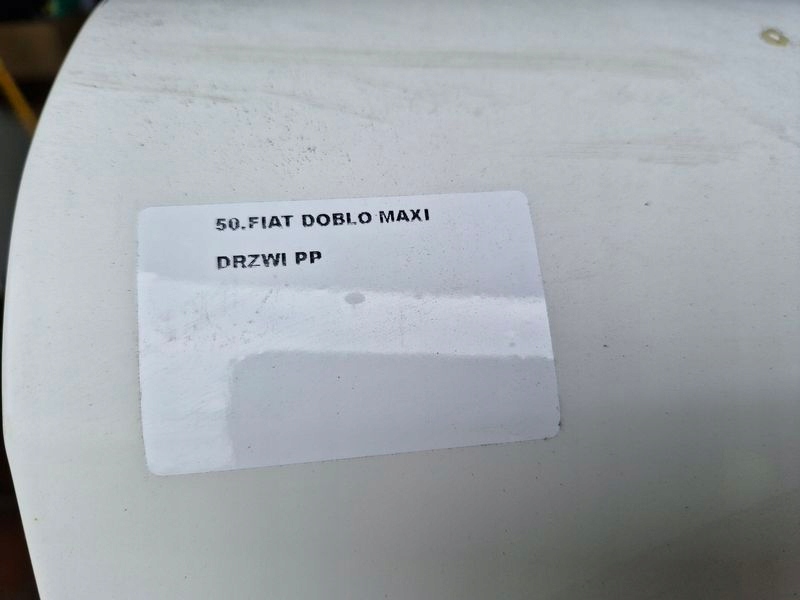 50.FIAT DOBLO MAXI
DRZWI PP